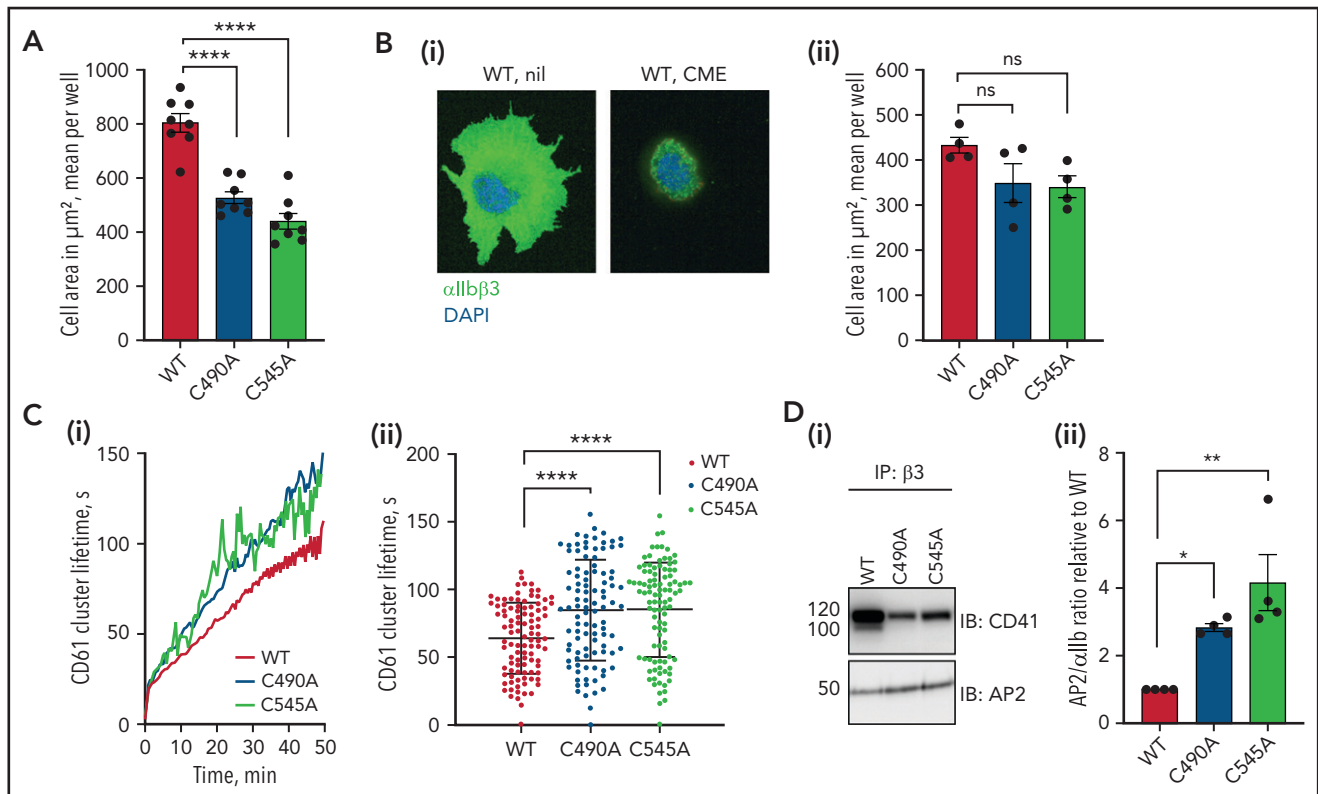 A
****
****
1000
800
600
400
200
0
Cell area in µm², mean per well
WT
C490A
C545A
B
(i)
WT, nil
WT, CME
αIIbβ3
DAPI
(ii)
ns
ns
600
500
400
300
400
100
0
Cell area in µm², mean per well
WT
C490A
C545A
C
(i)
150
100
50
0
CD61 cluster lifetime, s
WT
C490A
C545A
0
10
20
30
40
50
Time, min
(ii)
****
****
WT
C490A
C545A
200
150
100
50
0
CD61 cluster lifetime, s
WT
C490A
C545A
D
(i)
IP: β3
WT
C490A
C545A
120
100
IB: CD41
50
IB: AP2
(ii)
**
*
8
6
4
2
0
AP2/αIIb ratio relative to WT
WT
C490A
C545A